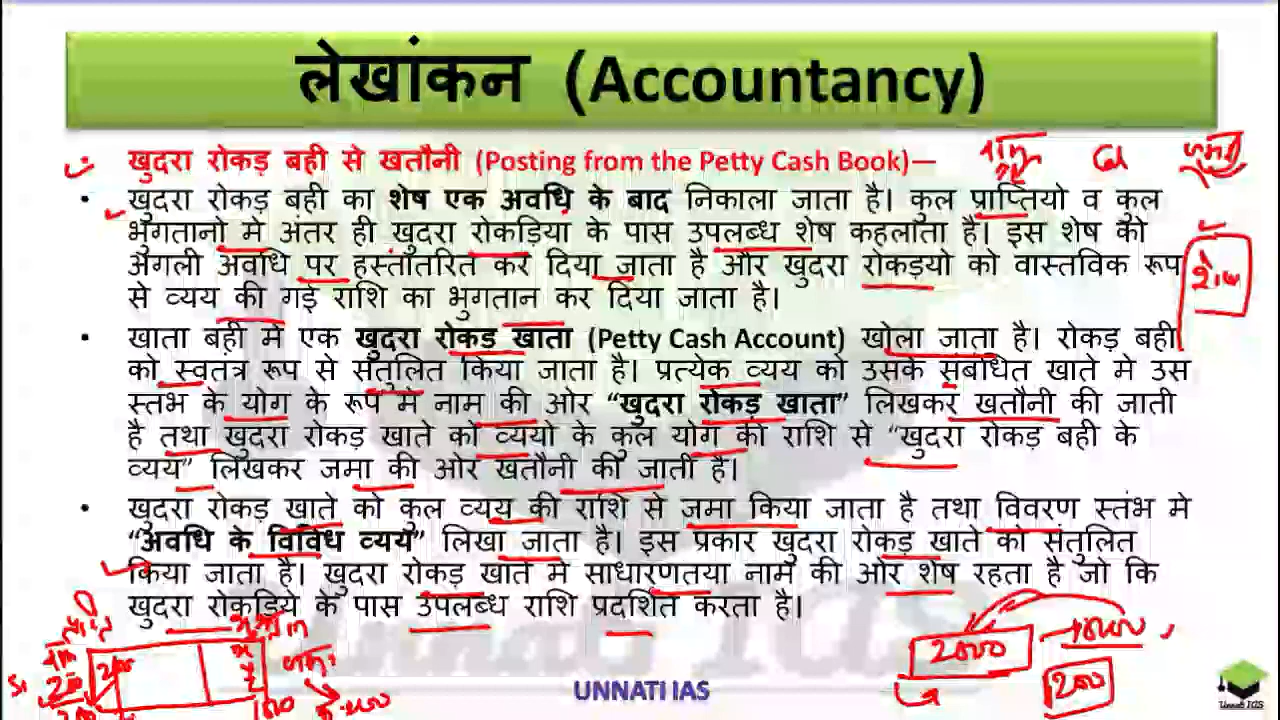 लेखांकन (Accountancy)
खुदरा रोकड़ बही से खतौनी (Posting from the Petty Cash Book)—
• खुदरा रोकड़ बही का शेष एक अवधि के बाद निकाला जाता है। कुल प्राप्तियो व कुल
भुगतानो मे अंतर ही खुदरा रोकड़िया के पास उपलब्ध शेष कहलाता है। इस शेष को
अगली अवधि पर हस्तांतरित कर दिया जाता है और खुदरा रोकड़यो को वास्तविक रूप
से व्यय की गई राशि का भुगतान कर दिया जाता है।
• खाता बही मे एक खुदरा रोकड खाता (Petty Cash Account) खोला जाता है। रोकड़ बही
को स्वतंत्र रूप से संतुलित किया जाता है। प्रत्येक व्यय को उसके संबंधित खाते मे उस
स्तंभ के योग के रूप मे नाम की ओर “खुदरा रोकड़ खाता” लिखकर खतौनी की जाती
है तथा खुदरा रोकड़ खाते को व्ययो के कुल योग की राशि से “खुदरा रोकड़ बही के
व्यय” लिखकर जमा की ओर खतौनी की जाती है।
• खुदरा रोकड़ खाते को कुल व्यय की राशि से जमा किया जाता है तथा विवरण स्तंभ मे
“अवधि के विविध व्यय” लिखा जाता है। इस प्रकार खुदरा रोकड़ खाते को संतुलित
किया जाता है। खुदरा रोकड़ खाते मे साधारणतया नाम की ओर शेष रहता है जो कि
खुदरा रोकड़िये के पास उपलब्ध राशि प्रदर्शित करता है।
2000
200
UNNATI IAS
Unnati IAS